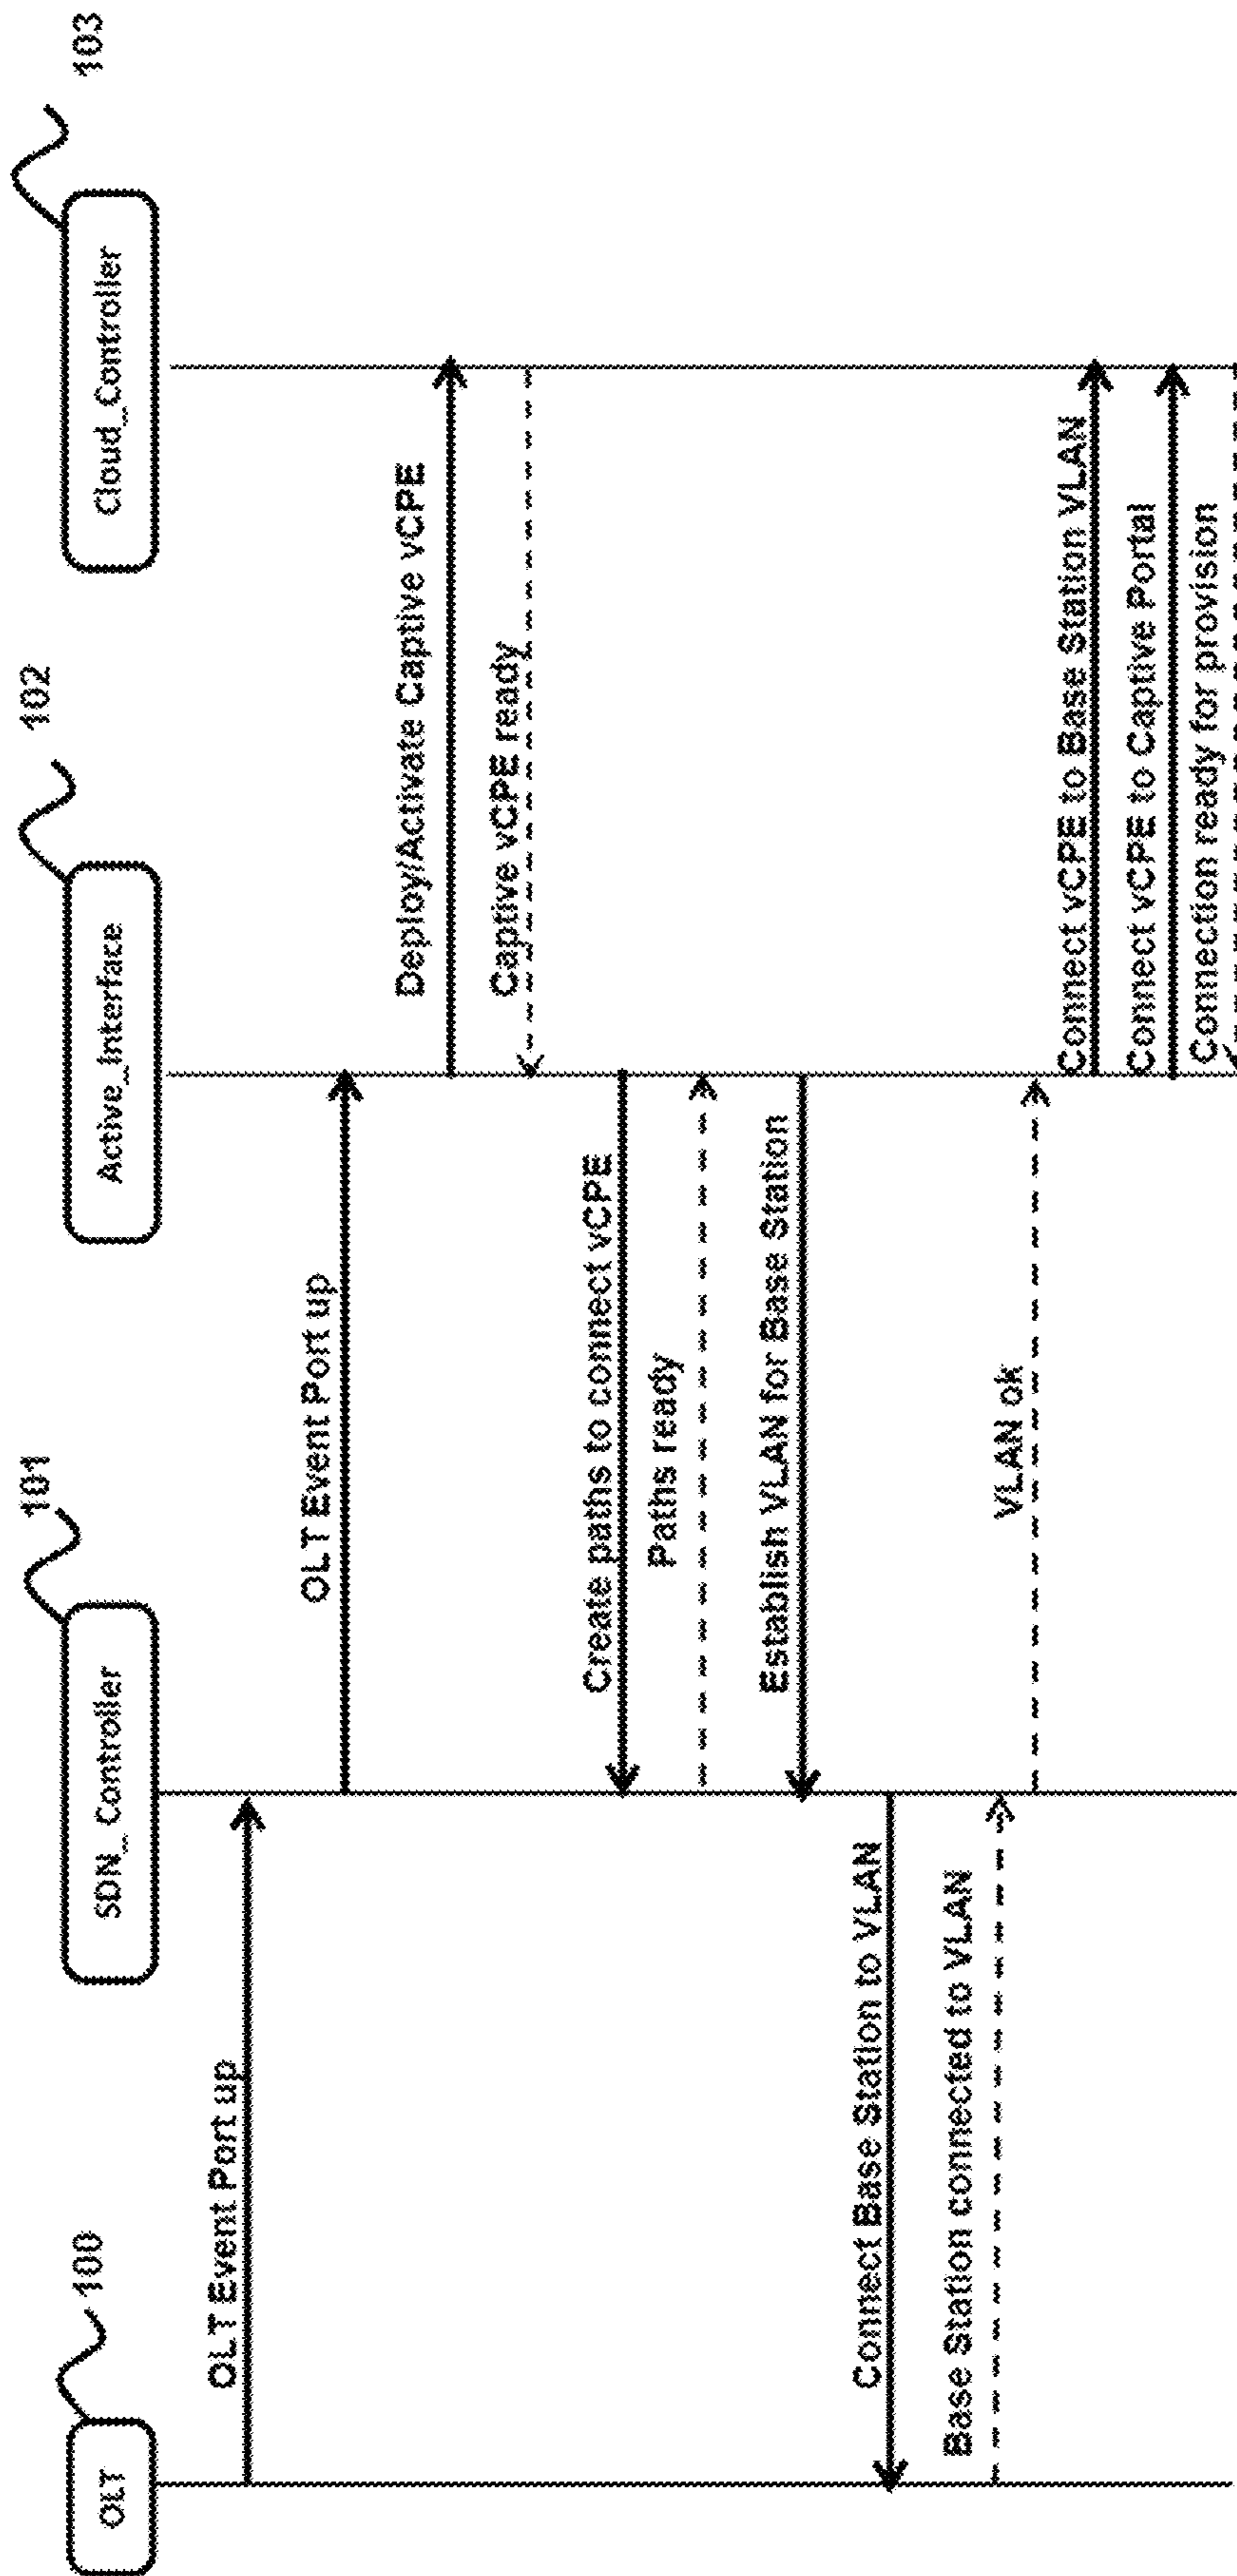 OLT
100
SDN_ Controller
101
Active_Interface
102
Cloud_Controller
103
OLT Event Port up
OLT Event Port up
Deploy/Activate Captive vCPE
Captive vCPE ready
Create paths to connect vCPE
Paths ready
Establish VLAN for Base Station
Connect Base Station to VLAN
Base Station connected to VLAN
VLAN ok
Connect vCPE to Base Station VLAN
Connect vCPE to Captive Portal
Connection ready for provision